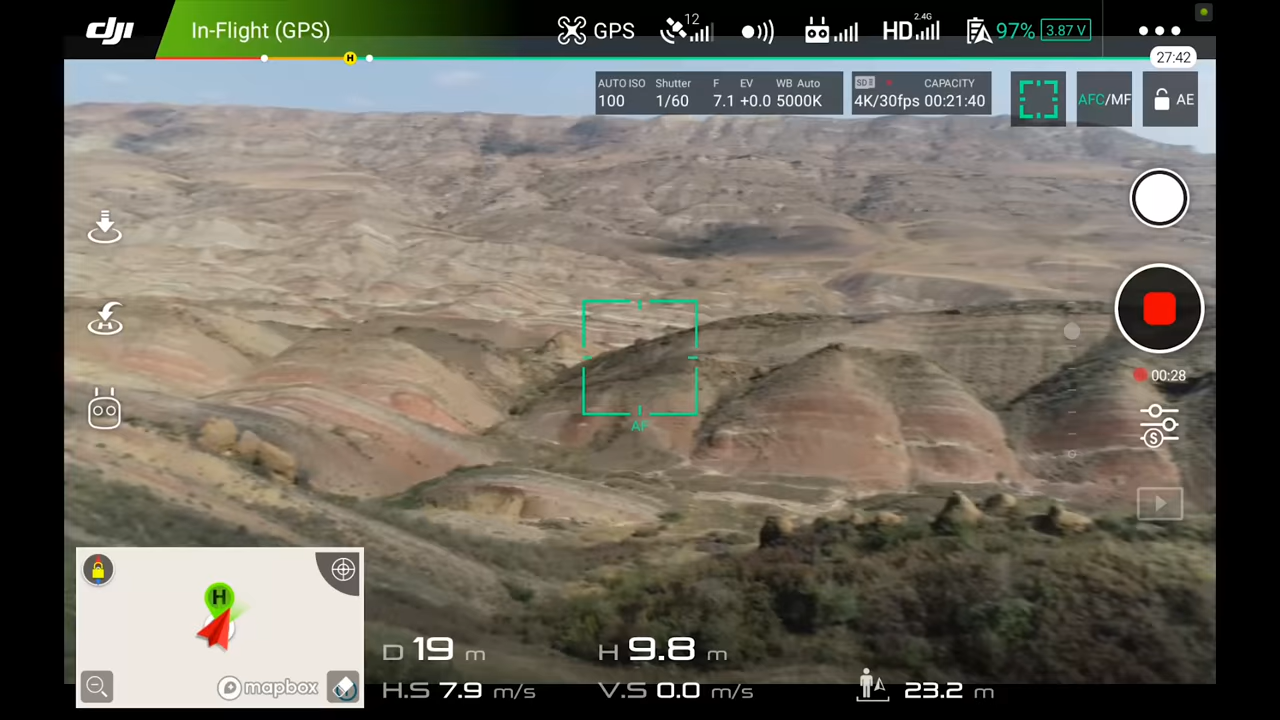 dji In-Flight (GPS) GPS 12 HD 2.4G 97% 3.87 V
H 27:42
AUTO ISO Shutter F EV WB Auto SD CAPACITY
100 1/60 7.1 +0.0 5000K 4K/30fps 00:21:40 AFC/MF AE
00:28
AF
S
H
D 19 m H 9.8 m
mapbox H.S 7.9 m/s V.S 0.0 m/s 23.2 m